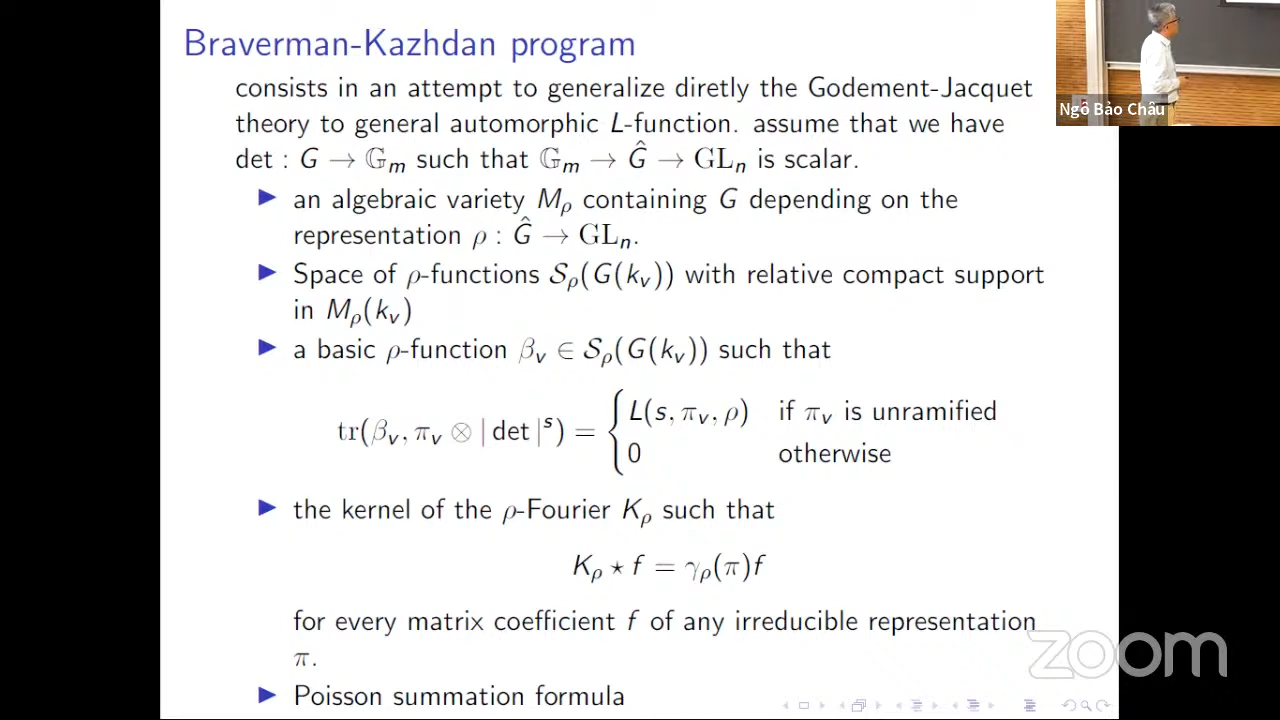 Braverman-Kazhdan program
consists in an attempt to generalize diretly the Godement-Jacquet
theory to general automorphic L-function. assume that we have
det : G → 𝔾ₘ such that 𝔾ₘ → Ĝ → GLₙ is scalar.
▶ an algebraic variety M_ρ containing G depending on the
representation ρ : Ĝ → GLₙ.
▶ Space of ρ-functions 𝒮_ρ(G(k_v)) with relative compact support
in M_ρ(k_v)
▶ a basic ρ-function β_v ∈ 𝒮_ρ(G(k_v)) such that
tr(β_v, π_v ⊗ | det |^s) = { L(s, π_v, ρ) if π_v is unramified
0 otherwise
▶ the kernel of the ρ-Fourier K_ρ such that
K_ρ ⋆ f = γ_ρ(π)f
for every matrix coefficient f of any irreducible representation
π.
▶ Poisson summation formula
Ngô Bảo Châu
zoom